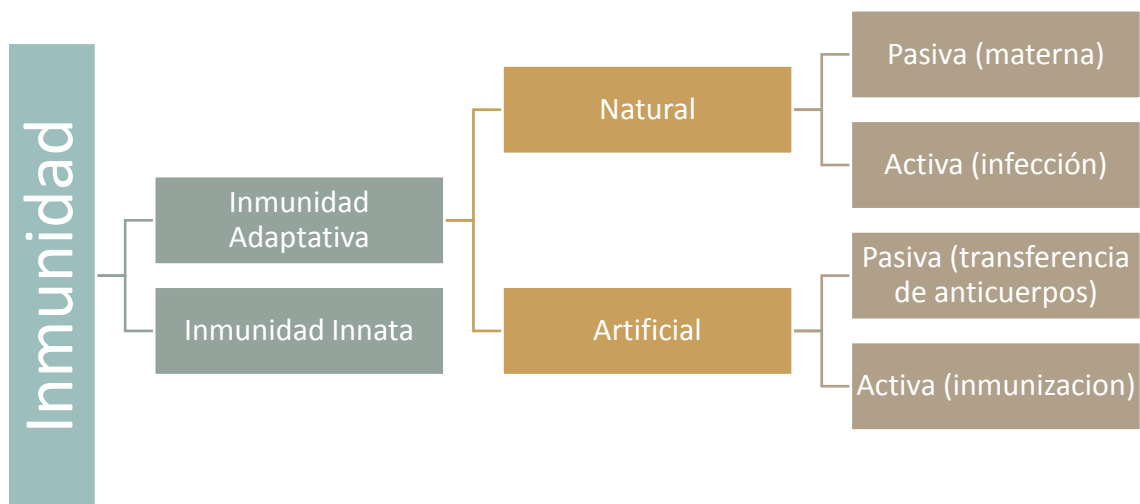 Inmunidad
Inmunidad
Adaptativa
Inmunidad Innata
Natural
Artificial
Pasiva (materna)
Activa (infección)
Pasiva (transferencia
de anticuerpos)
Activa (inmunizacion)